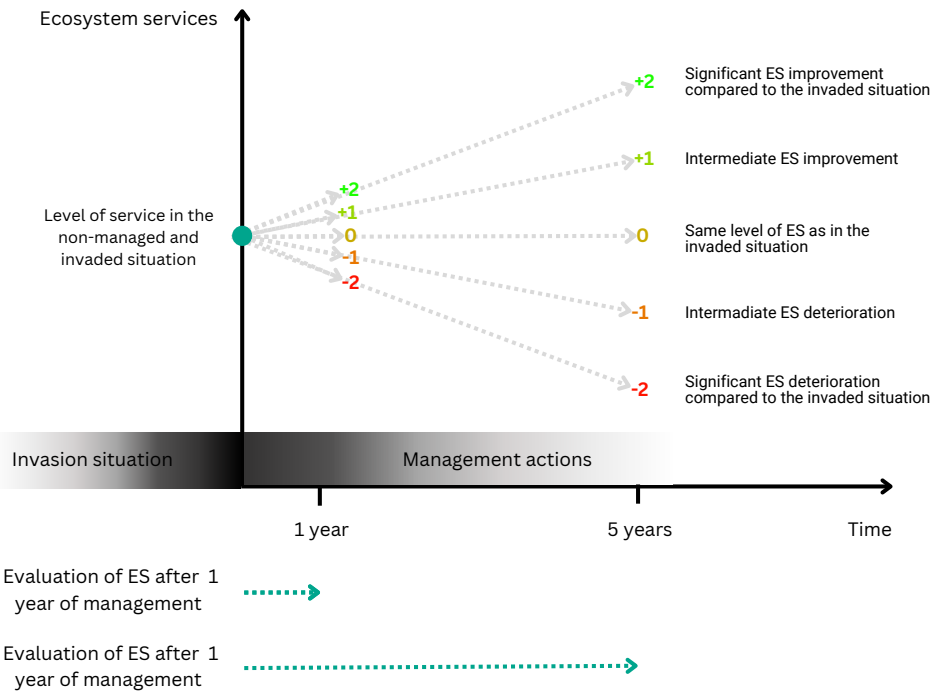 Ecosystem services
+2
Significant ES improvement
compared to the invaded situation
+1
Intermediate ES improvement
+2
+1
Level of service in the
non-managed and
invaded situation
0
0
Same level of ES as in the
invaded situation
-1
-2
-1
Intermadiate ES deterioration
-2
Significant ES deterioration
compared to the invaded situation
Invasion situation
Management actions
1 year
5 years
Time
Evaluation of ES after 1
year of management
Evaluation of ES after 1
year of management